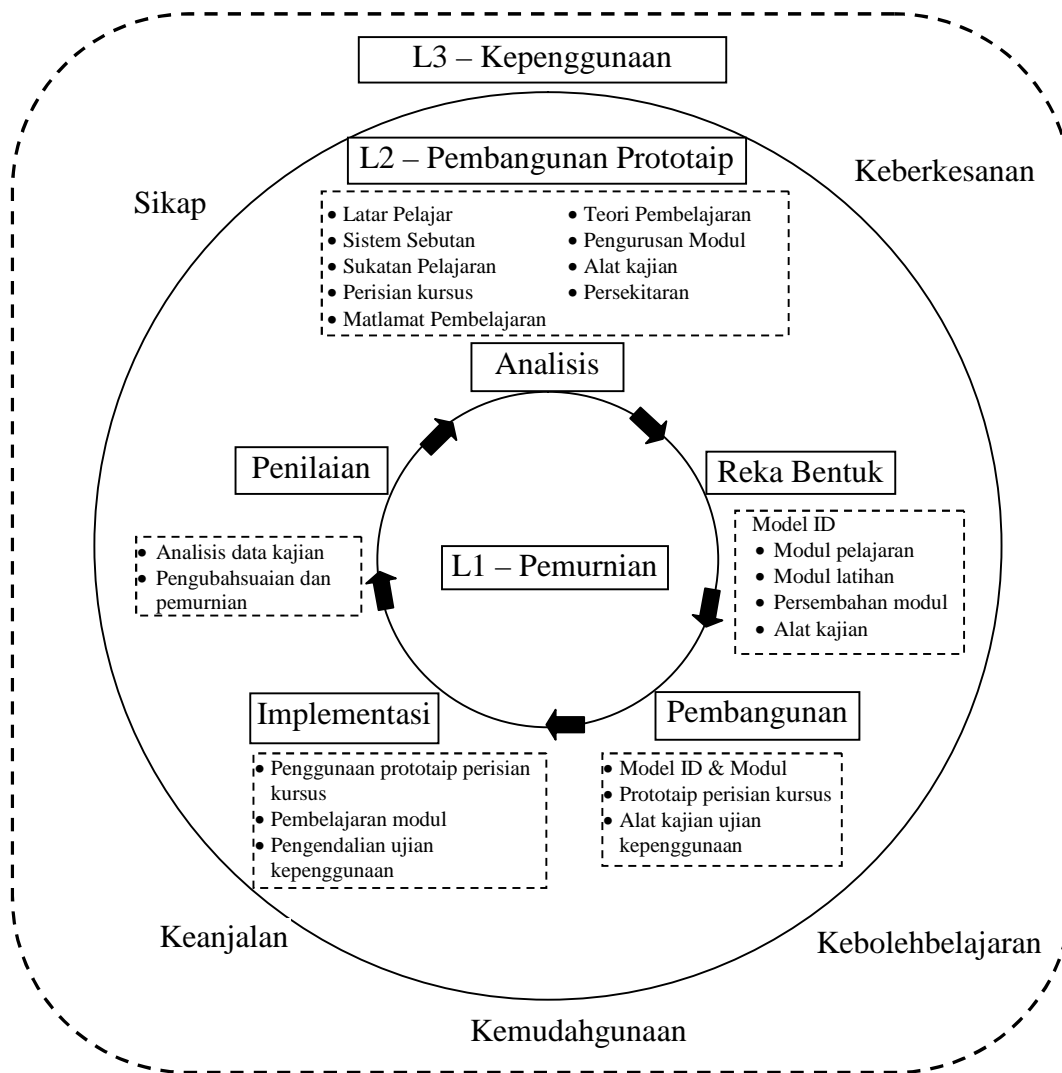 L3 – Kepenggunaan
L2 – Pembangunan Prototaip
Sikap
Keberkesanan
• Latar Pelajar
• Sistem Sebutan
• Sukatan Pelajaran
• Perisian kursus
• Matlamat Pembelajaran
• Teori Pembelajaran
• Pengurusan Modul
• Alat kajian
• Persekitaran
Analisis
Penilaian
Reka Bentuk
• Analisis data kajian
• Pengubahsuaian dan
pemurnian
L1 – Pemurnian
Model ID
• Modul pelajaran
• Modul latihan
• Persembahan modul
• Alat kajian
Implementasi
Pembangunan
• Penggunaan prototaip perisian
kursus
• Pembelajaran modul
• Pengendalian ujian
kepenggunaan
• Model ID & Modul
• Prototaip perisian kursus
• Alat kajian ujian
kepenggunaan
Keanjalan
Kebolehbelajaran
Kemudahgunaan